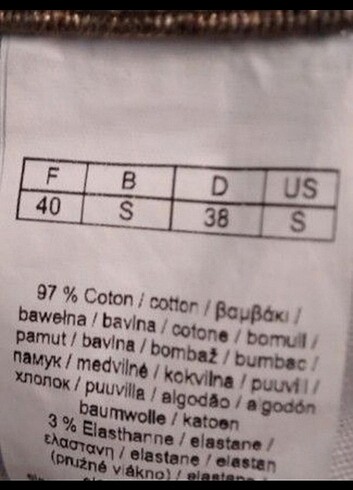 F B D US
40 S 38 S
97 % Coton / cotton / βαμβάκι /
bawełna / bavlna / cotone / bomull /
pamut / bavlna / bombaž / bumbac /
памук / medvilnė / kokvilna / puuvill /
хлопок / puuvilla / algodão / algodón
baumwolle / katoen
3 % Elasthanne / elastane /
ελαστανη / elastane / elastan
(pružné vlákno) / elastane